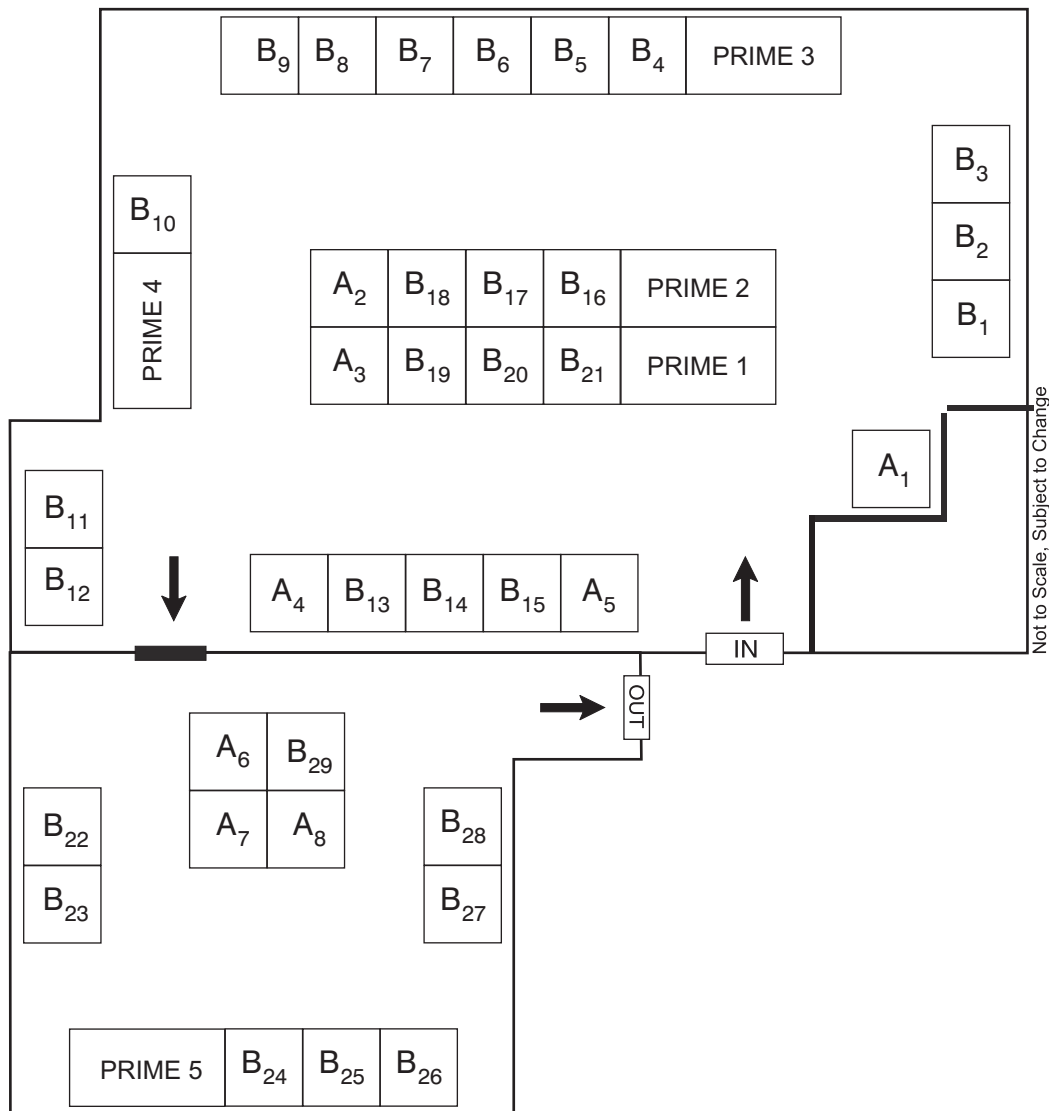 B9 B8 B7 B6 B5 B4 PRIME 3
B3
B10
B2
A2 B18 B17 B16 PRIME 2
B1
PRIME 4
A3 B19 B20 B21 PRIME 1
Not to Scale, Subject to Change
A1
B11
B12
A4 B13 B14 B15 A5
IN
OUT
A6 B29
A7 A8
B22
B28
B23
B27
PRIME 5 B24 B25 B26